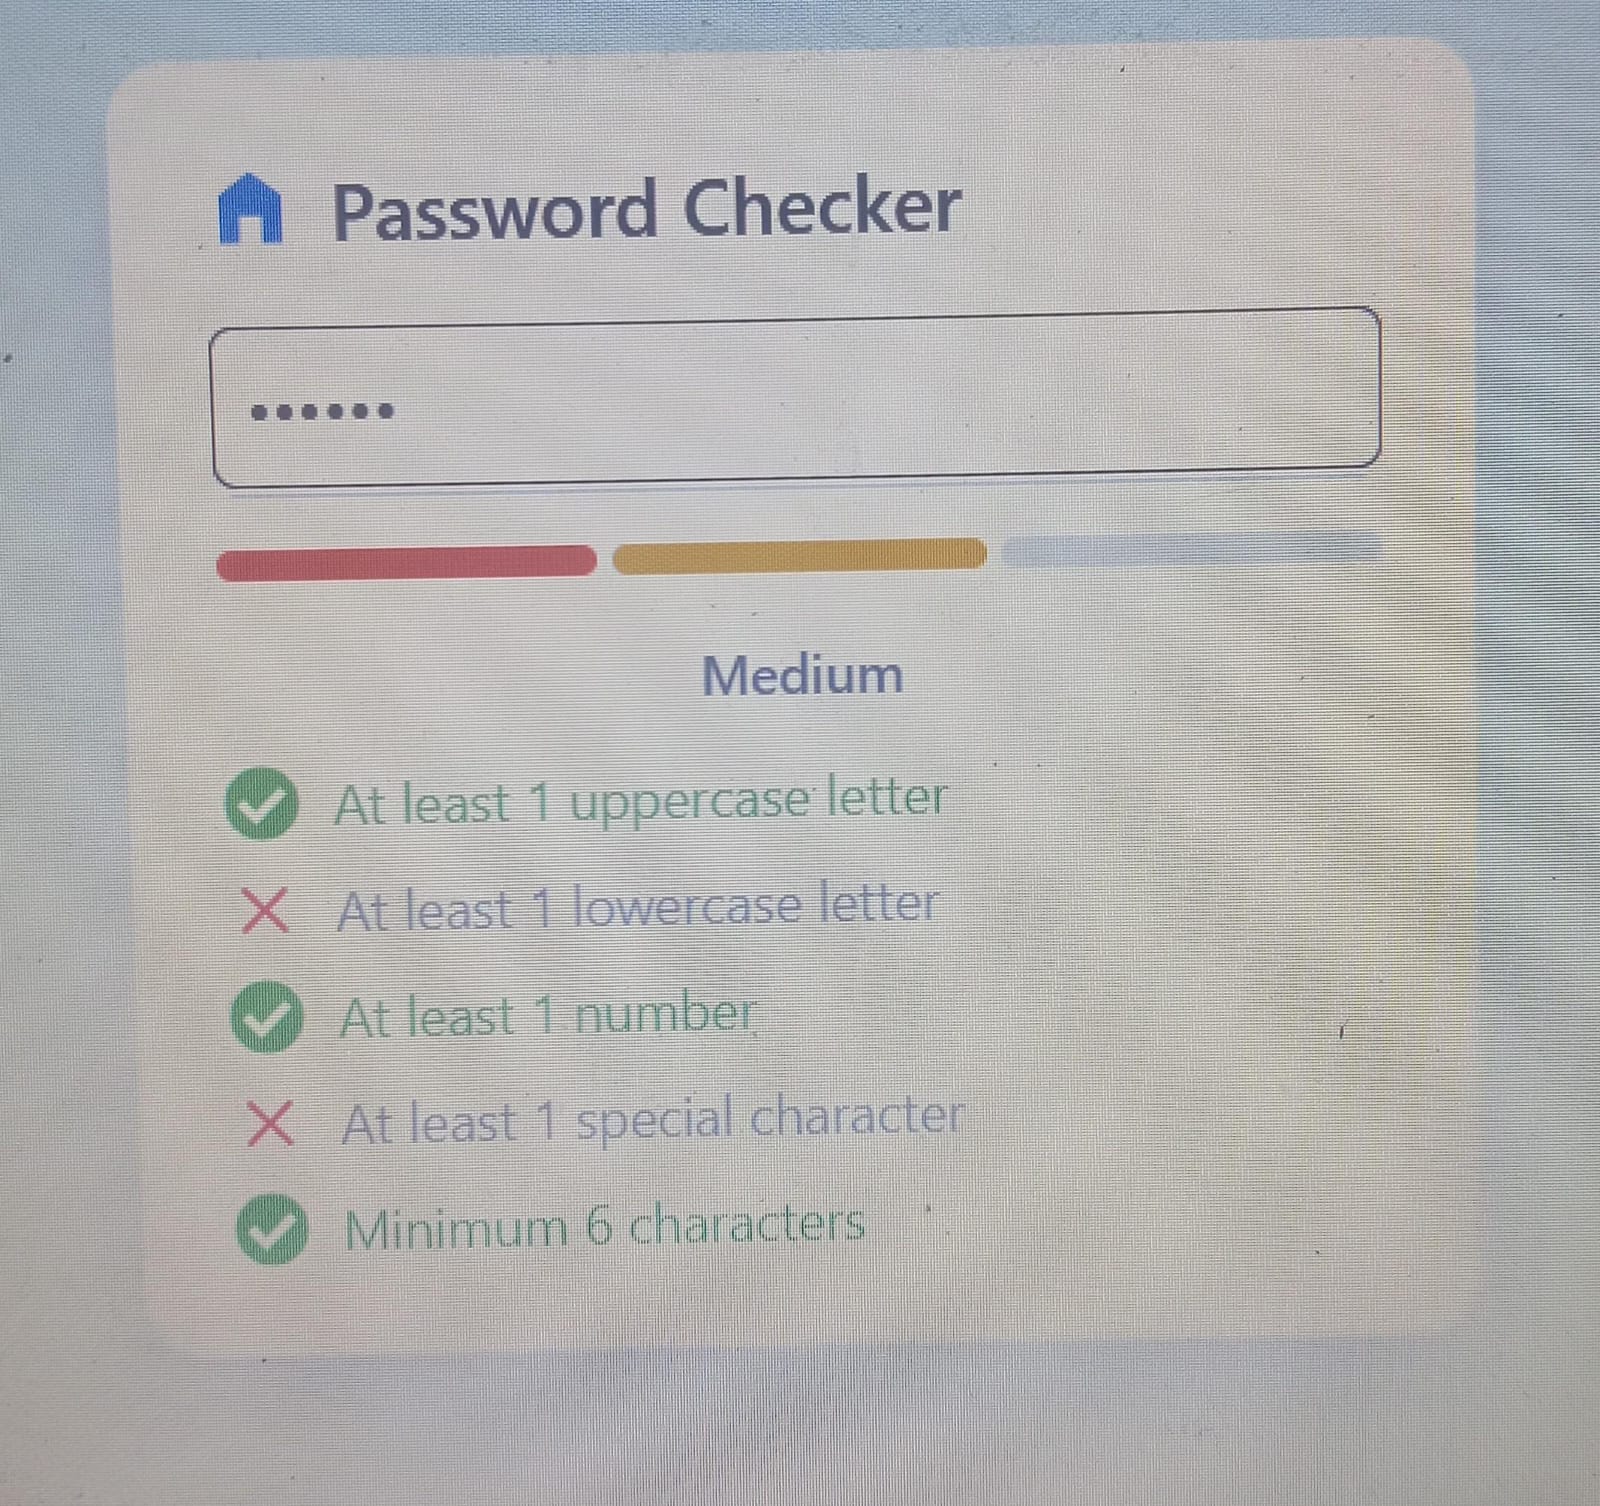 Password Checker
••••••
Medium
At least 1 uppercase letter
At least 1 lowercase letter
At least 1 number
At least 1 special character
Minimum 6 characters